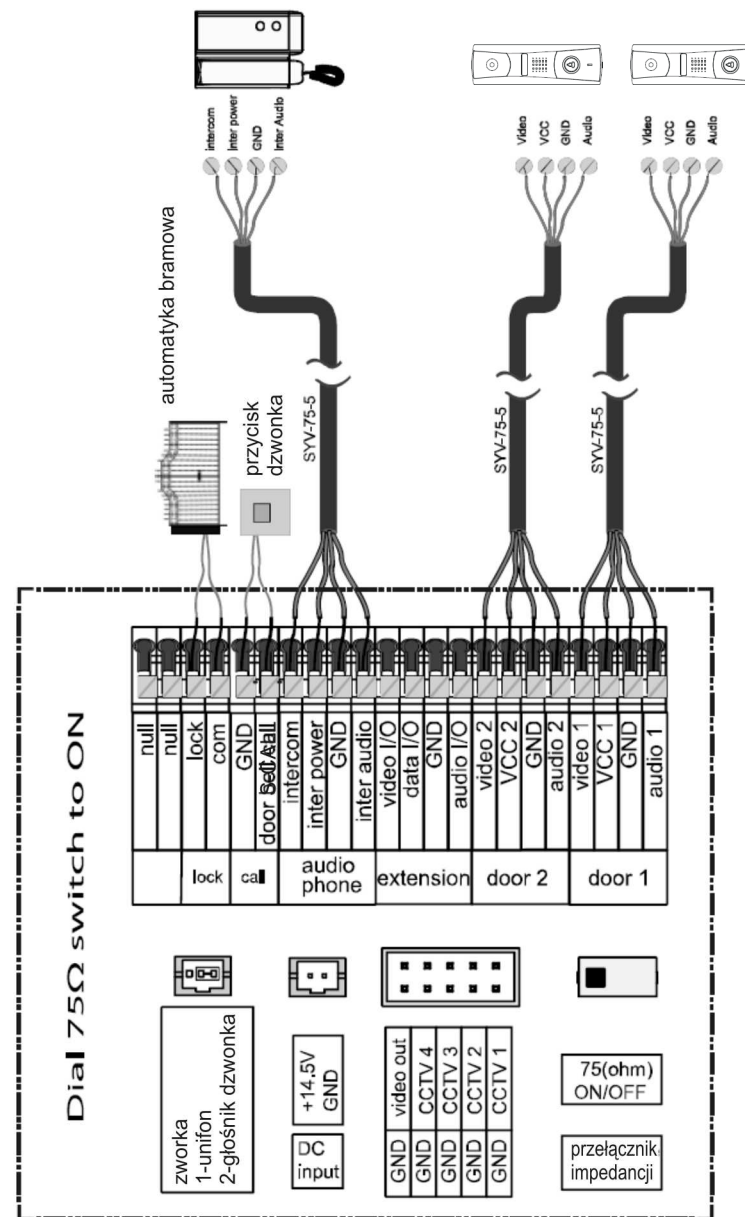 intercom
Inter power
GND
Inter Audio
Video
VCC
GND
Audio
Video
VCC
GND
Audio
automatyka bramowa
przycisk
dzwonka
SYV-75-5
SYV-75-5
SYV-75-5
Dial 75Ω switch to ON
null
null
lock
com
GND
door
intercom
inter power
GND
inter audio
video I/O
data I/O
GND
audio I/O
video 2
VCC 2
GND
audio 2
video 1
VCC 1
GND
audio 1
lock
call
audio
phone
extension
door 2
door 1
zworka
1-unifon
2-głośnik dzwonka
+14.5V
GND
DC
input
video out
CCTV 4
CCTV 3
CCTV 2
CCTV 1
GND
GND
GND
GND
GND
75(ohm)
ON/OFF
przełącznik
impedancji